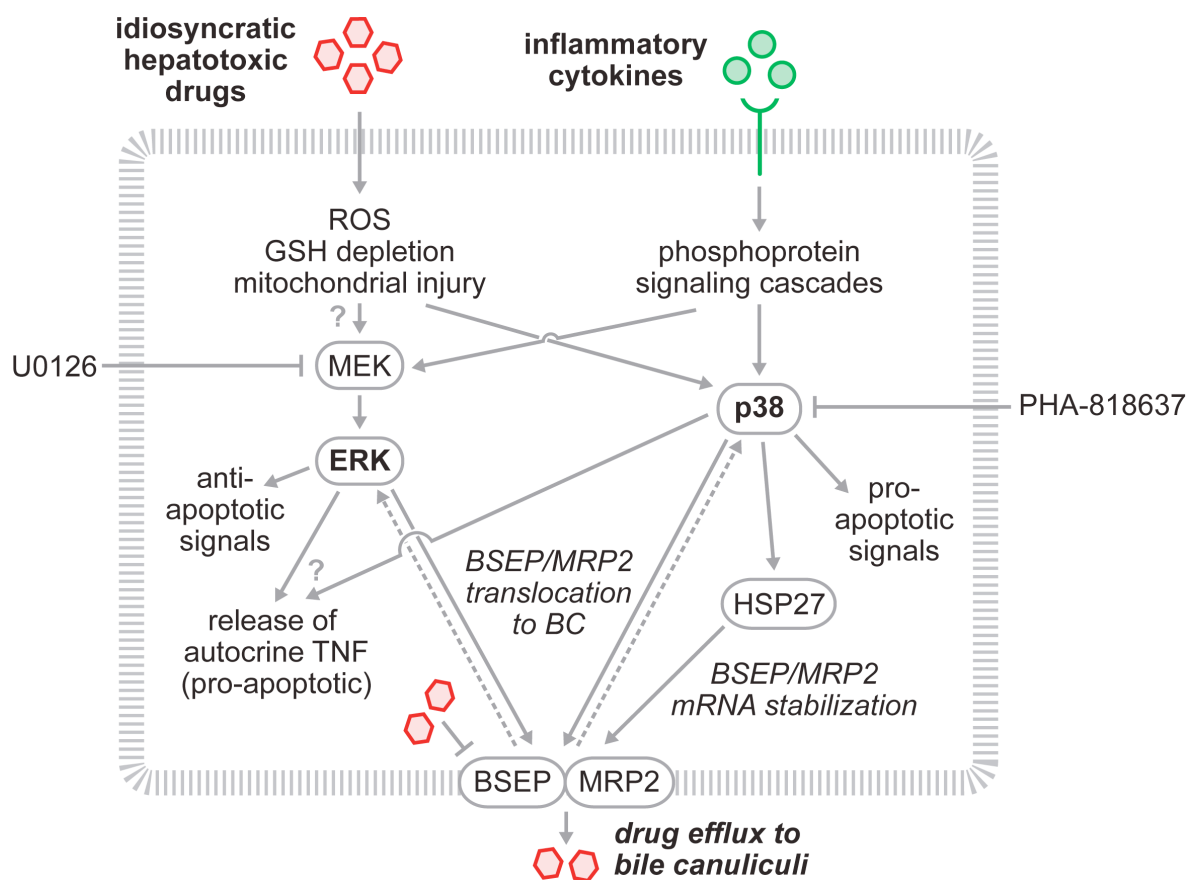 idiosyncratic
hepatotoxic
drugs
inflammatory
cytokines
ROS
GSH depletion
mitochondrial injury
phosphoprotein
signaling cascades
?
U0126
MEK
p38
PHA-818637
ERK
anti-
apoptotic
signals
pro-
apoptotic
signals
BSEP/MRP2
translocation
to BC
?
HSP27
release of
autocrine TNF
(pro-apoptotic)
BSEP/MRP2
mRNA stabilization
BSEP
MRP2
drug efflux to
bile canuliculi